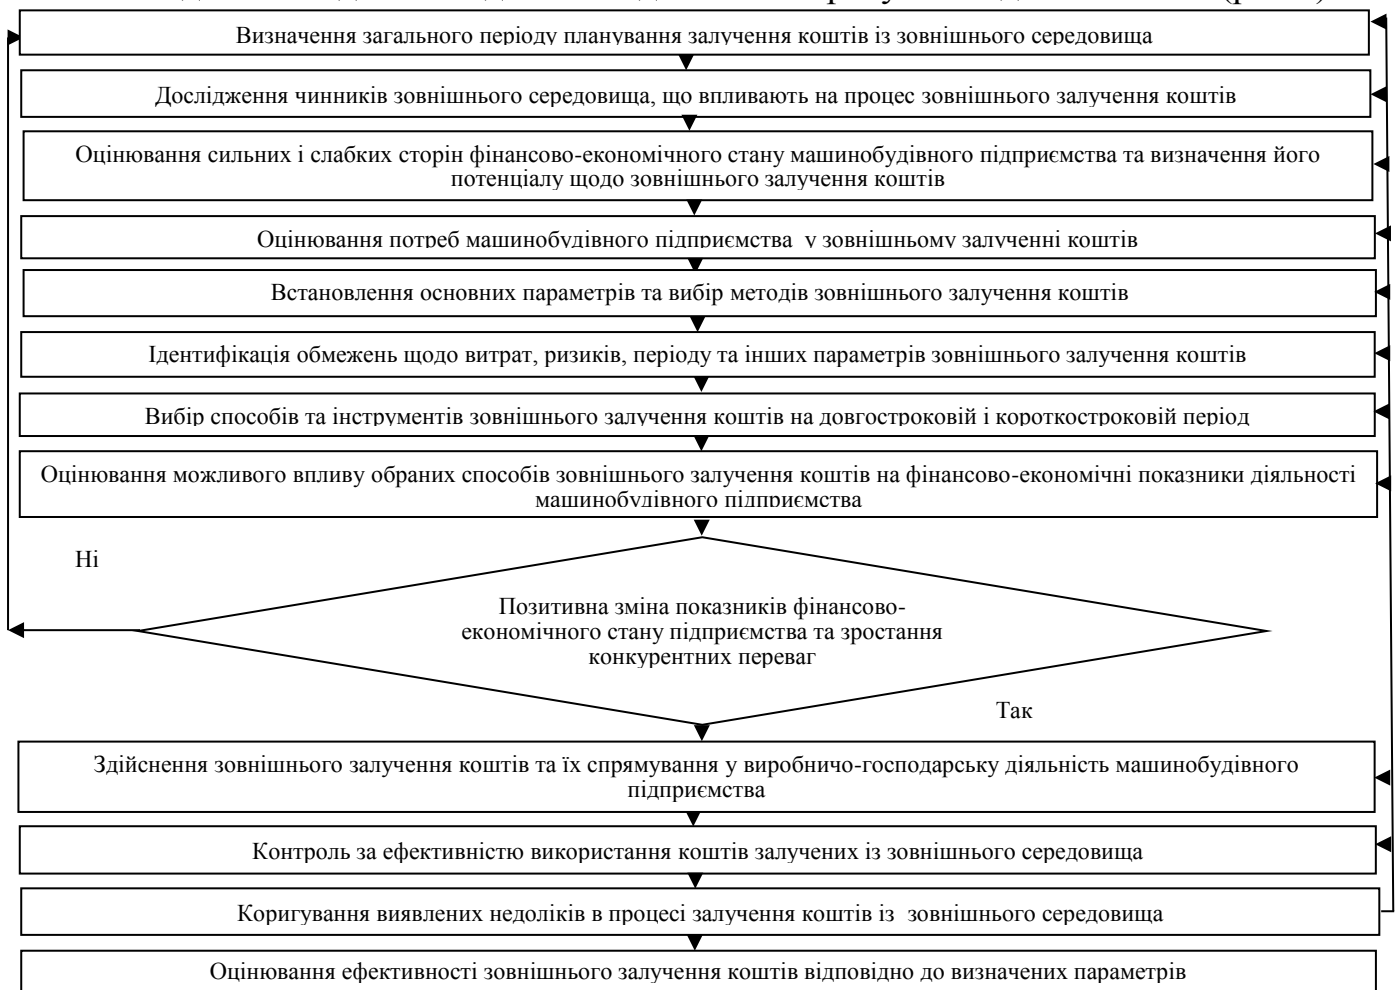 Визначення загального періоду планування залучення коштів із зовнішнього середовища
Дослідження чинників зовнішнього середовища, що впливають на процес зовнішнього залучення коштів
Оцінювання сильних і слабких сторін фінансово-економічного стану машинобудівного підприємства та визначення його
потенціалу щодо зовнішнього залучення коштів
Оцінювання потреб машинобудівного підприємства у зовнішньому залученні коштів
Встановлення основних параметрів та вибір методів зовнішнього залучення коштів
Ідентифікація обмежень щодо витрат, ризиків, періоду та інших параметрів зовнішнього залучення коштів
Вибір способів та інструментів зовнішнього залучення коштів на довгостроковій і короткостроковій період
Оцінювання можливого впливу обраних способів зовнішнього залучення коштів на фінансово-економічні показники діяльності
машинобудівного підприємства
Ні
Позитивна зміна показників фінансово-
економічного стану підприємства та зростання
конкурентних переваг
Так
Здійснення зовнішнього залучення коштів та їх спрямування у виробничо-господарську діяльність машинобудівного
підприємства
Контроль за ефективністю використання коштів залучених із зовнішнього середовища
Коригування виявлених недоліків в процесі залучення коштів із зовнішнього середовища
Оцінювання ефективності зовнішнього залучення коштів відповідно до визначених параметрів